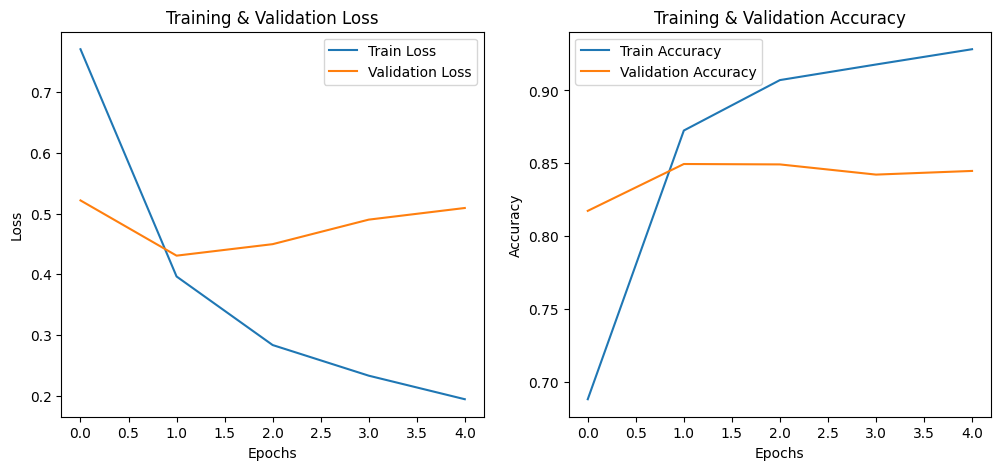 Training & Validation Loss
Train Loss
Validation Loss
0.7
0.6
0.5
0.4
0.3
0.2
Loss
0.0 0.5 1.0 1.5 2.0 2.5 3.0 3.5 4.0
Epochs
Training & Validation Accuracy
Train Accuracy
Validation Accuracy
0.90
0.85
0.80
0.75
0.70
Accuracy
0.0 0.5 1.0 1.5 2.0 2.5 3.0 3.5 4.0
Epochs